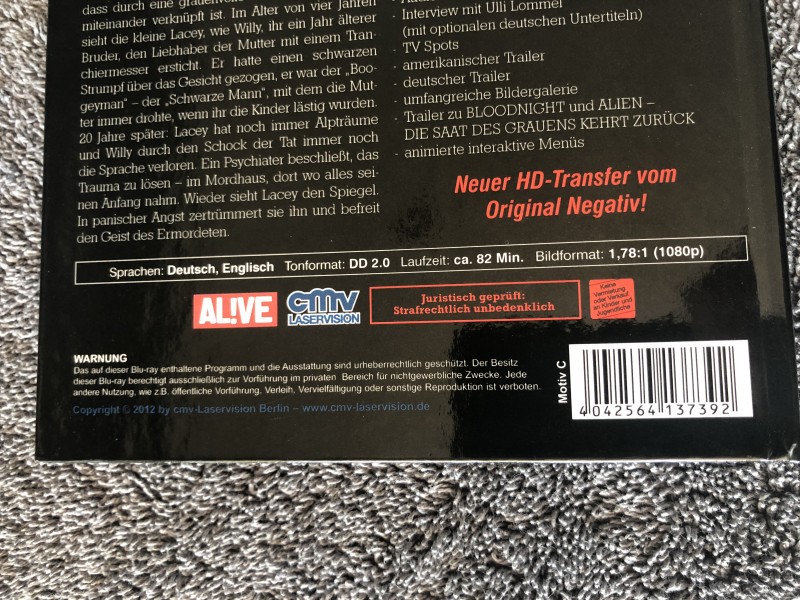 dass durch eine grauenvolle
miteinander verknüpft ist. Im Alter von vier Jahren
sieht die kleine Lacey, wie Willy, ihr ein Jahr älterer
Bruder, den Liebhaber der Mutter mit einem Tran-
chiermesser ersticht. Er hatte einen schwarzen
Strumpf über das Gesicht gezogen, er war der „Boo-
geyman“ – der „Schwarze Mann“, mit dem die Mut-
ter immer drohte, wenn ihr die Kinder lästig wurden.
20 Jahre später: Lacey hat noch immer Alpträume
und Willy durch den Schock der Tat immer noch
die Sprache verloren. Ein Psychiater beschließt, das
Trauma zu lösen – im Mordhaus, dort wo alles sei-
nen Anfang nahm. Wieder sieht Lacey den Spiegel.
In panischer Angst zertrümmert sie ihn und befreit
den Geist des Ermordeten.
- Interview mit Ulli Lommel
(mit optionalen deutschen Untertiteln)
- TV Spots
- amerikanischer Trailer
- deutscher Trailer
- umfangreiche Bildergalerie
- Trailer zu BLOODNIGHT und ALIEN –
DIE SAAT DES GRAUENS KEHRT ZURÜCK
- animierte interaktive Menüs
Neuer HD-Transfer vom
Original Negativ!
Sprachen: Deutsch, Englisch Tonformat: DD 2.0 Laufzeit: ca. 82 Min. Bildformat: 1,78:1 (1080p)
AL!VE
cmv
LASERVISION
Juristisch geprüft:
Strafrechtlich unbedenklich
Keine
Vermietung
oder Verkauf
an Kinder und
Jugendliche
WARNUNG
Das auf dieser Blu-ray enthaltene Programm und die Ausstattung sind urheberrechtlich geschützt. Der Besitz
dieser Blu-ray berechtigt ausschließlich zur Vorführung im privaten Bereich für nichtgewerbliche Zwecke. Jede
andere Nutzung, wie z.B. öffentliche Vorführung, Verleih, Vervielfältigung oder sonstige Reproduktion ist verboten.
Copyright © 2012 by cmv-Laservision Berlin – www.cmv-laservision.de
Motiv C
4 042564 137392